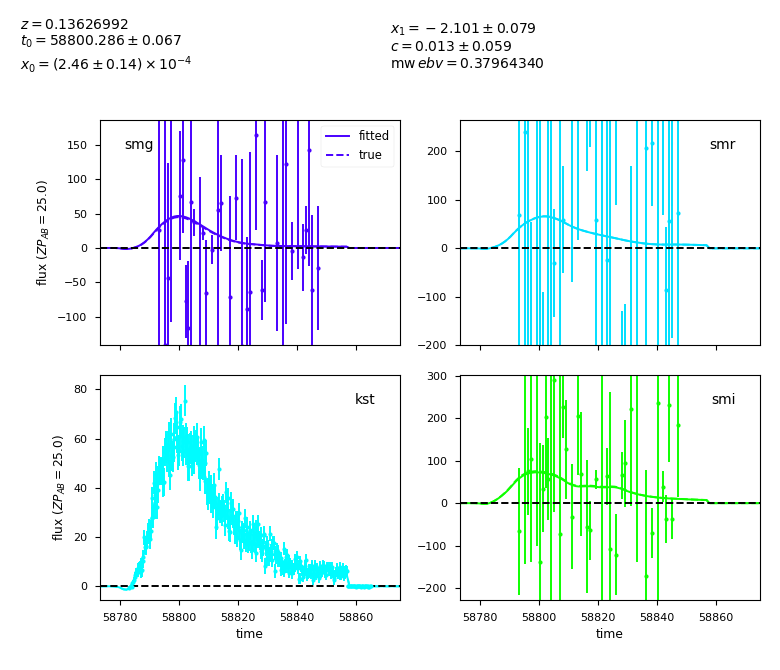 z = 0.13626992
t₀ = 58800.286 ± 0.067
x₀ = (2.46 ± 0.14) × 10⁻⁴
x₁ = −2.101 ± 0.079
c = 0.013 ± 0.059
mw ebv = 0.37964340
smg
fitted
true
150
100
50
0
−50
−100
flux (ZP_AB = 25.0)
smr
200
100
0
−100
−200
kst
80
60
40
20
0
flux (ZP_AB = 25.0)
58780 58800 58820 58840 58860
time
smi
300
200
100
0
−100
−200
58780 58800 58820 58840 58860
time